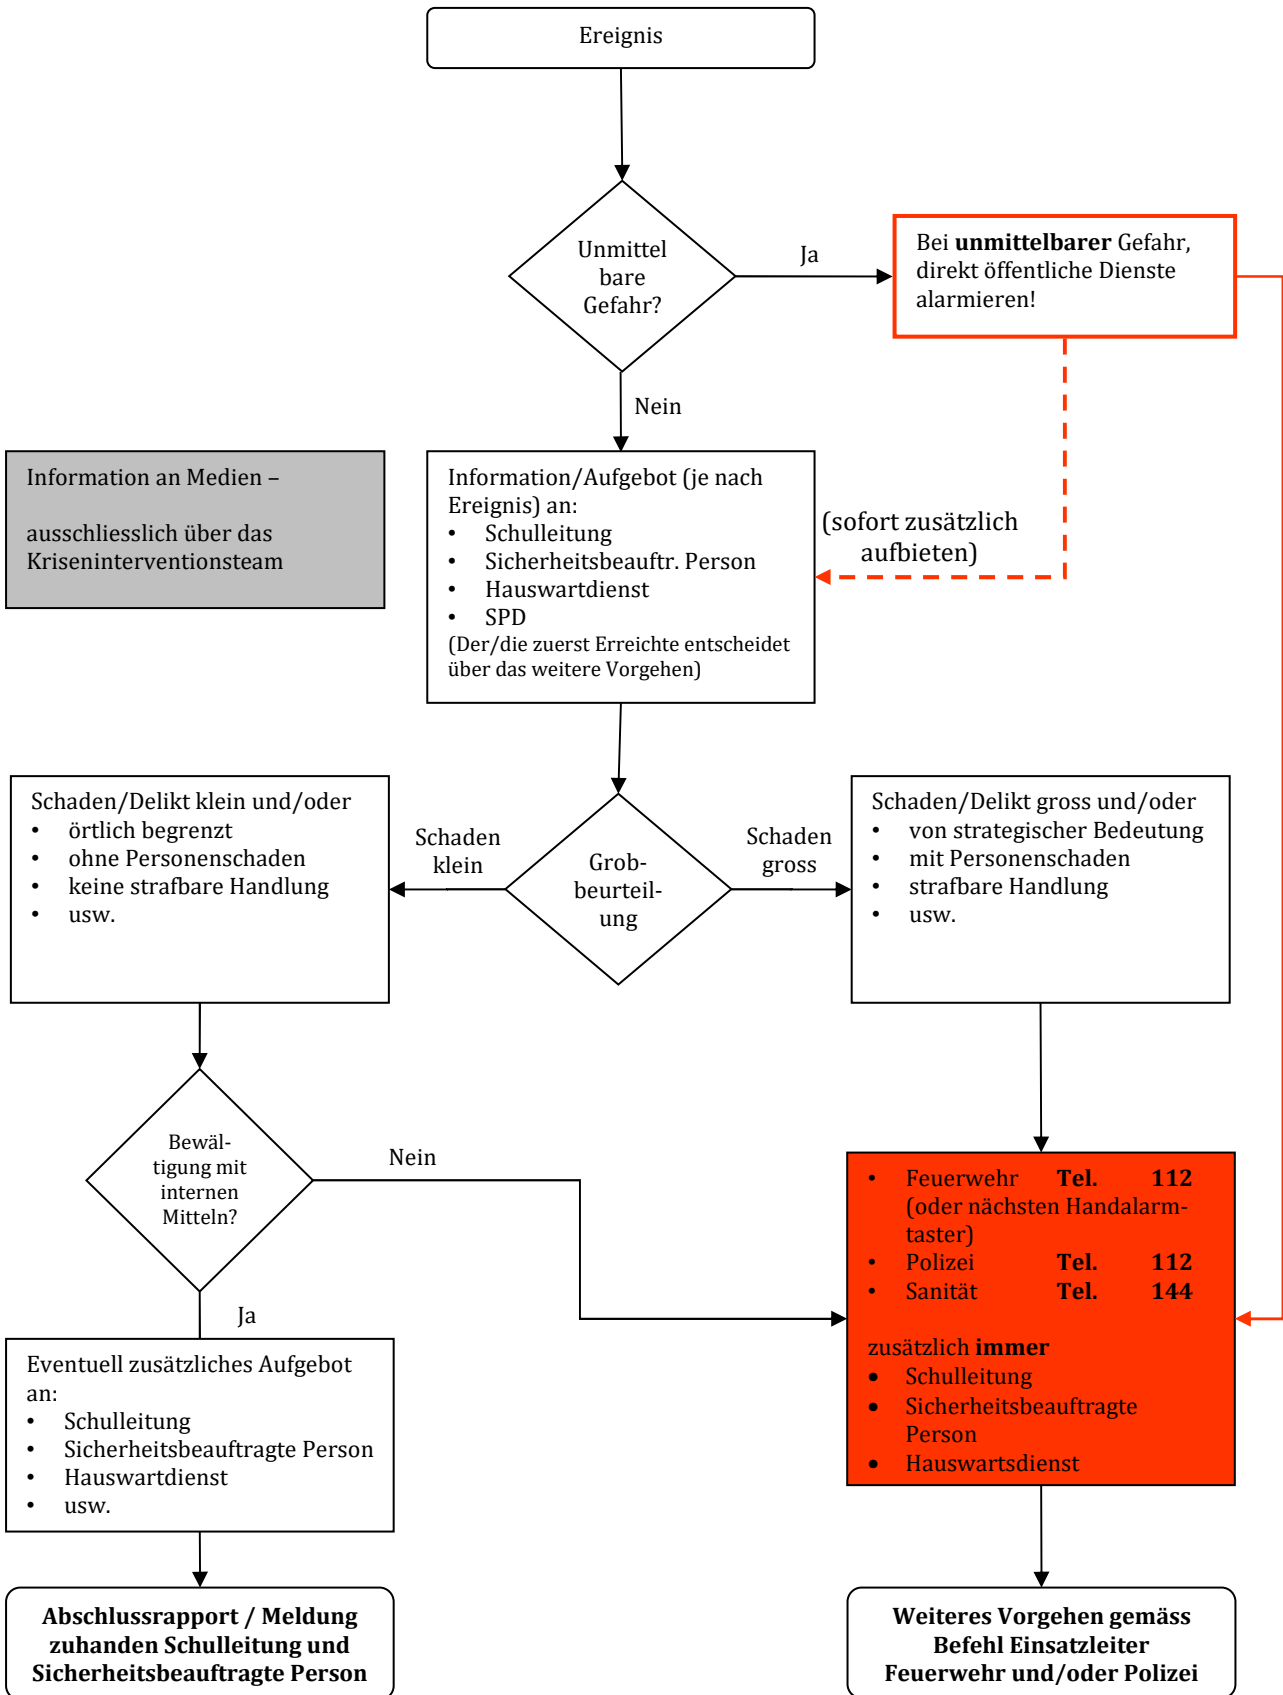 Ereignis
Unmittel
bare
Gefahr?
Ja
Bei unmittelbarer Gefahr,
direkt öffentliche Dienste
alarmieren!
Nein
Information an Medien –
ausschliesslich über das
Kriseninterventionsteam
Information/Aufgebot (je nach
Ereignis) an:
• Schulleitung
• Sicherheitsbeauftr. Person
• Hauswartdienst
• SPD
(Der/die zuerst Erreichte entscheidet
über das weitere Vorgehen)
(sofort zusätzlich
aufbieten)
Schaden/Delikt klein und/oder
• örtlich begrenzt
• ohne Personenschaden
• keine strafbare Handlung
• usw.
Schaden
klein
Grob-
beurteil-
ung
Schaden
gross
Schaden/Delikt gross und/oder
• von strategischer Bedeutung
• mit Personenschaden
• strafbare Handlung
• usw.
Bewäl-
tigung mit
internen
Mitteln?
Nein
Ja
• Feuerwehr Tel. 112
(oder nächsten Handalarm-
taster)
• Polizei Tel. 112
• Sanität Tel. 144
zusätzlich immer
• Schulleitung
• Sicherheitsbeauftragte
Person
• Hauswartsdienst
Eventuell zusätzliches Aufgebot
an:
• Schulleitung
• Sicherheitsbeauftragte Person
• Hauswartdienst
• usw.
Abschlussrapport / Meldung
zuhanden Schulleitung und
Sicherheitsbeauftragte Person
Weiteres Vorgehen gemäss
Befehl Einsatzleiter
Feuerwehr und/oder Polizei